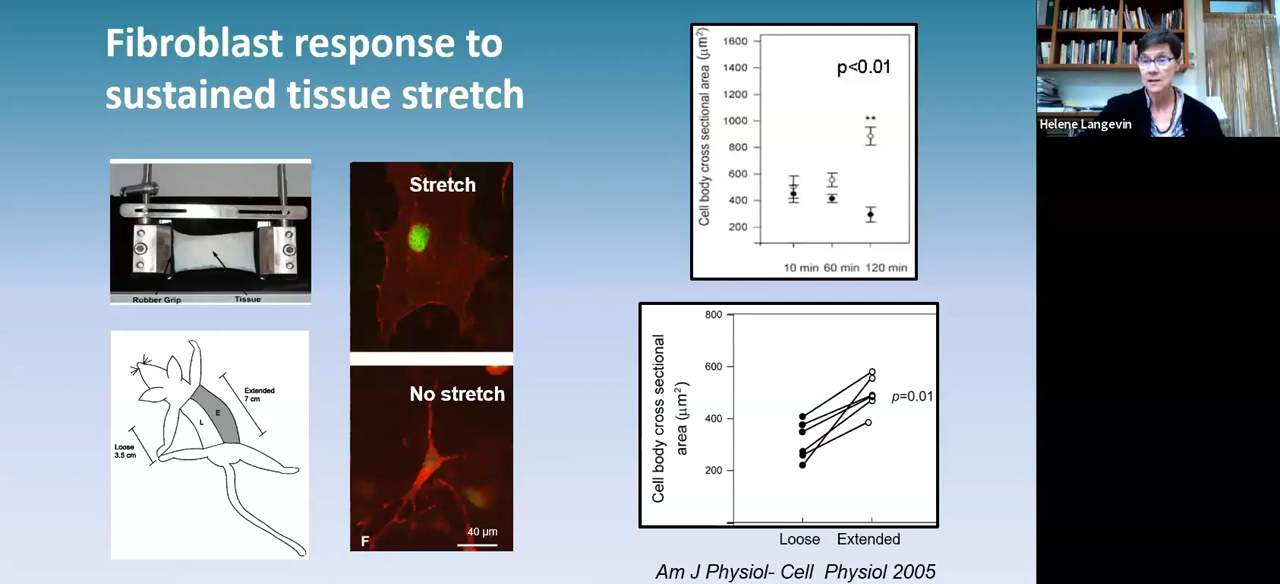 Fibroblast response to
sustained tissue stretch
Rubber Grip
Tissue
Extended
7 cm
E
L
Loose
3.5 cm
Stretch
No stretch
40 µm
F
Cell body cross sectional area (µm²)
1600
1400
1200
1000
800
600
400
200
p<0.01
**
10 min 60 min 120 min
Cell body cross sectional
area (µm²)
800
600
400
200
p=0.01
Loose Extended
Am J Physiol- Cell Physiol 2005
Helene Langevin